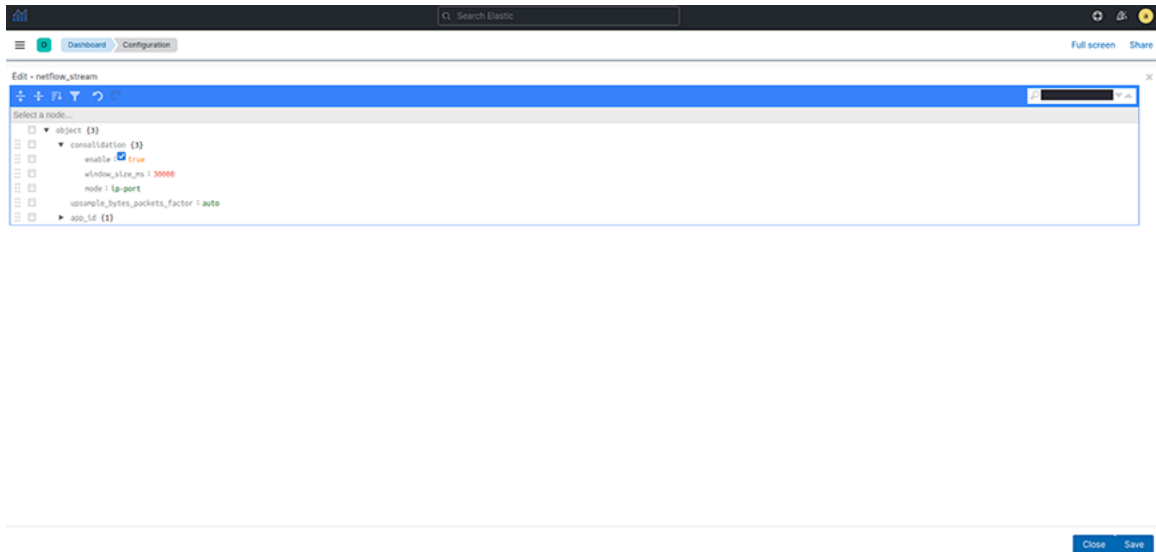 Search Elastic
a
D Dashboard Configuration Full screen Share
Edit - netflow_stream
Select a node...
object {3}
consolidation {3}
enable : true
window_size_ms : 30000
mode : ip-port
upsample_bytes_packets_factor : auto
app_id {1}
Close Save